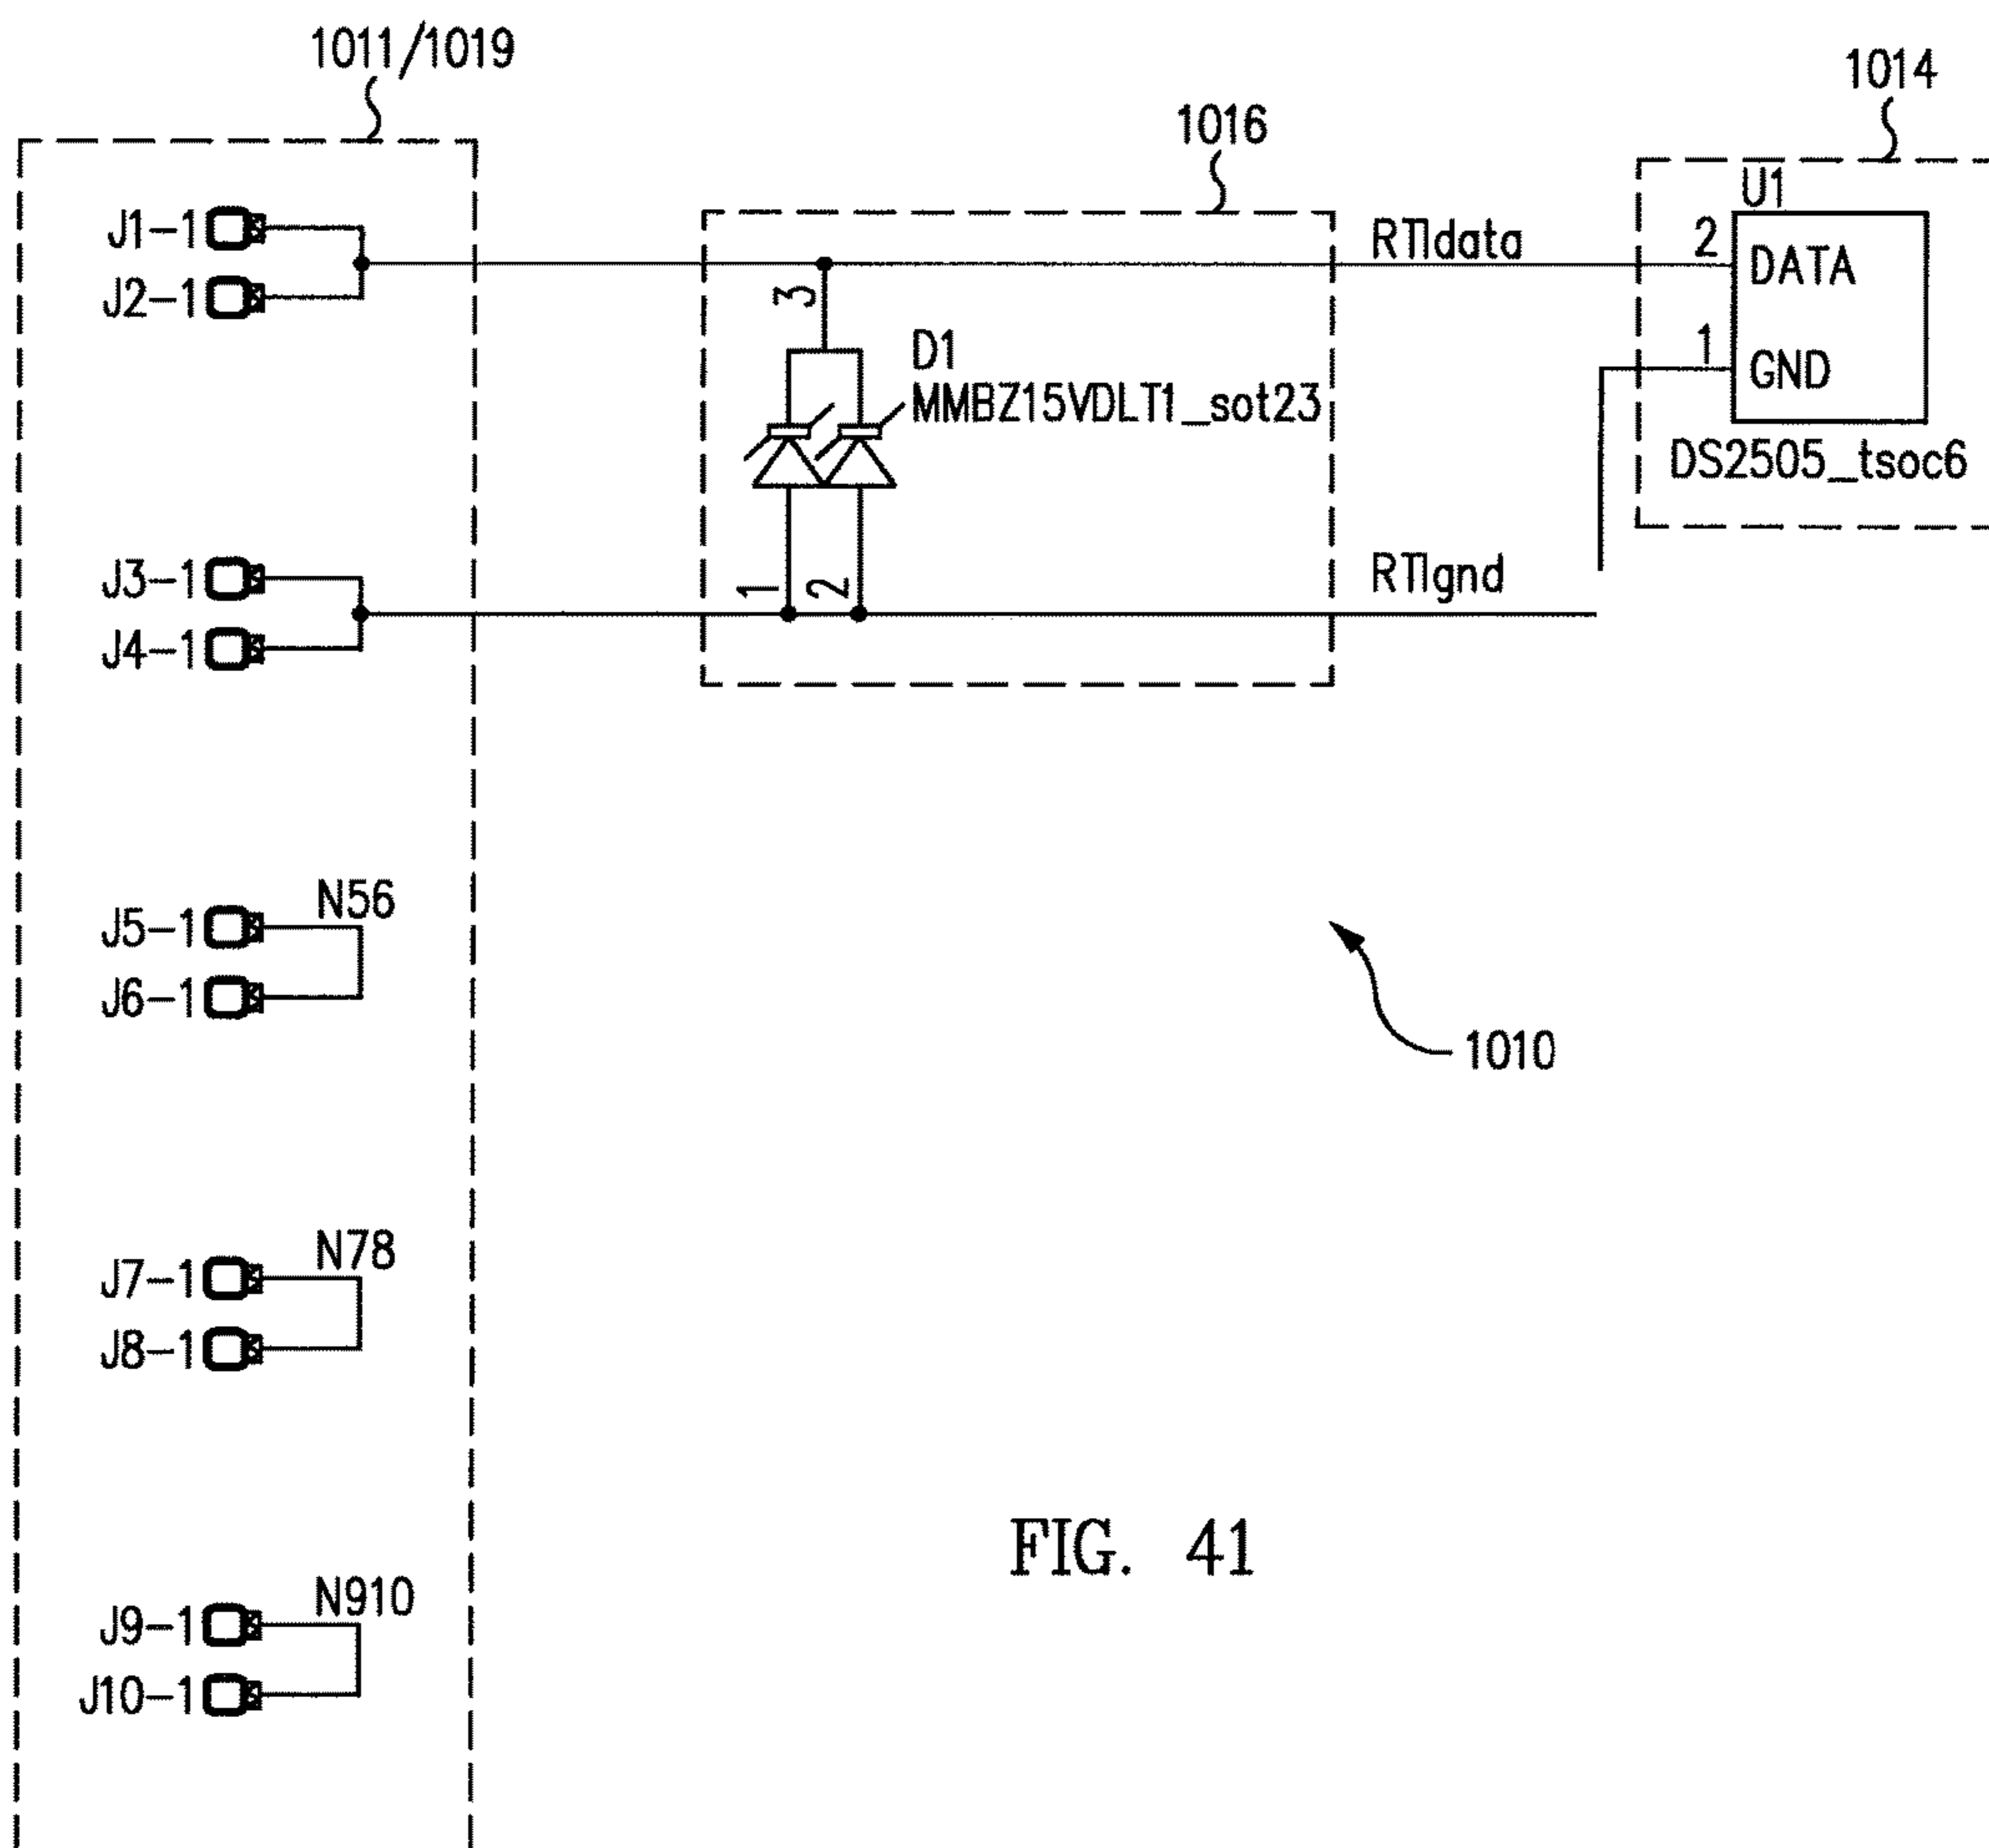 1011/1019
1014
1016
U1
J1-1
J2-1
RTIdata
2
DATA
3
D1
MMBZ15VDLT1_sot23
1
GND
DS2505_tsoc6
J3-1
J4-1
1
2
RTIgnd
N56
J5-1
J6-1
1010
N78
J7-1
J8-1
FIG. 41
N910
J9-1
J10-1